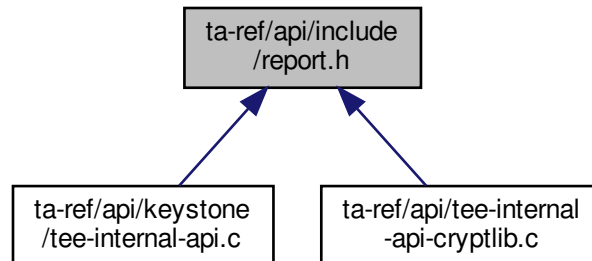 ta-ref/api/include
/report.h
ta-ref/api/keystone
/tee-internal-api.c
ta-ref/api/tee-internal
-api-cryptlib.c